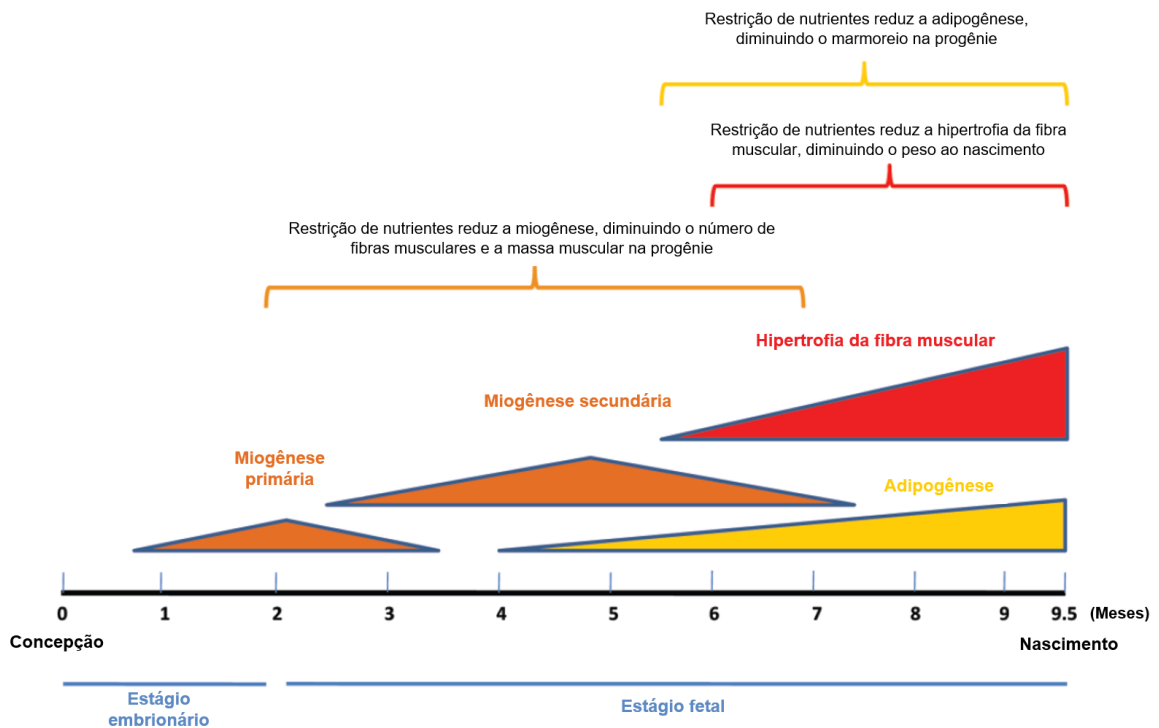 Restrição de nutrientes reduz a adipogênese,
diminuindo o marmoreio na progênie
Restrição de nutrientes reduz a hipertrofia da fibra
muscular, diminuindo o peso ao nascimento
Restrição de nutrientes reduz a miogênese, diminuindo o número de
fibras musculares e a massa muscular na progênie
Hipertrofia da fibra muscular
Miogênese secundária
Miogênese
primária
Adipogênese
0 1 2 3 4 5 6 7 8 9 9.5 (Meses)
Concepção Nascimento
Estágio
embrionário
Estágio fetal